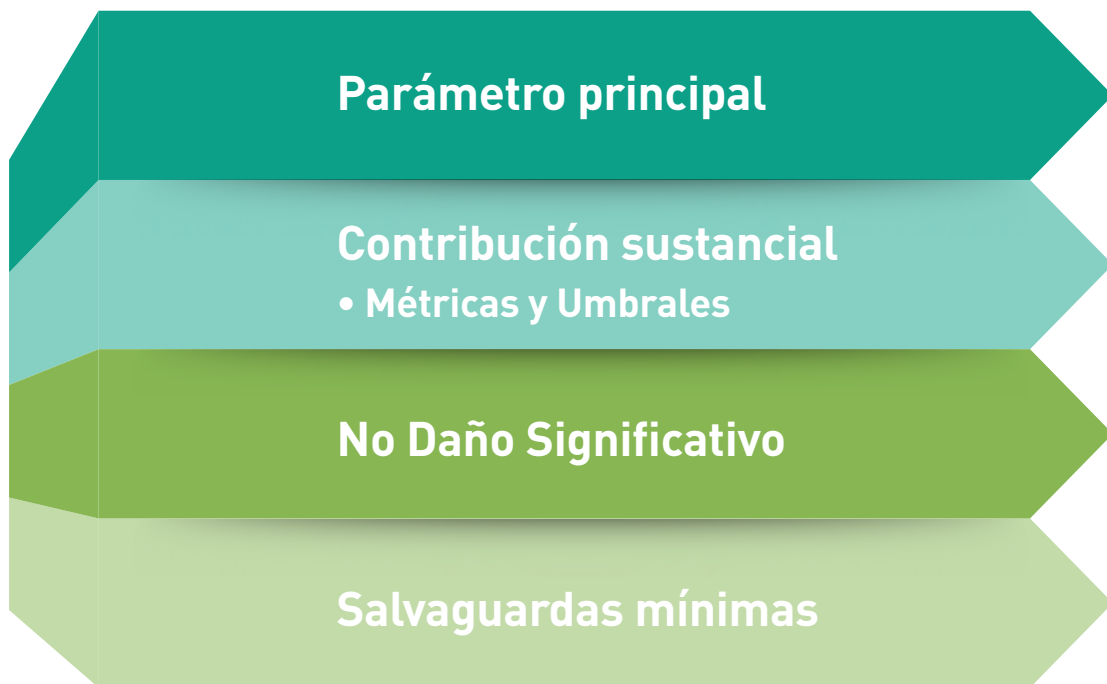 Parámetro principal
Contribución sustancial
• Métricas y Umbrales
No Daño Significativo
Salvaguardas mínimas